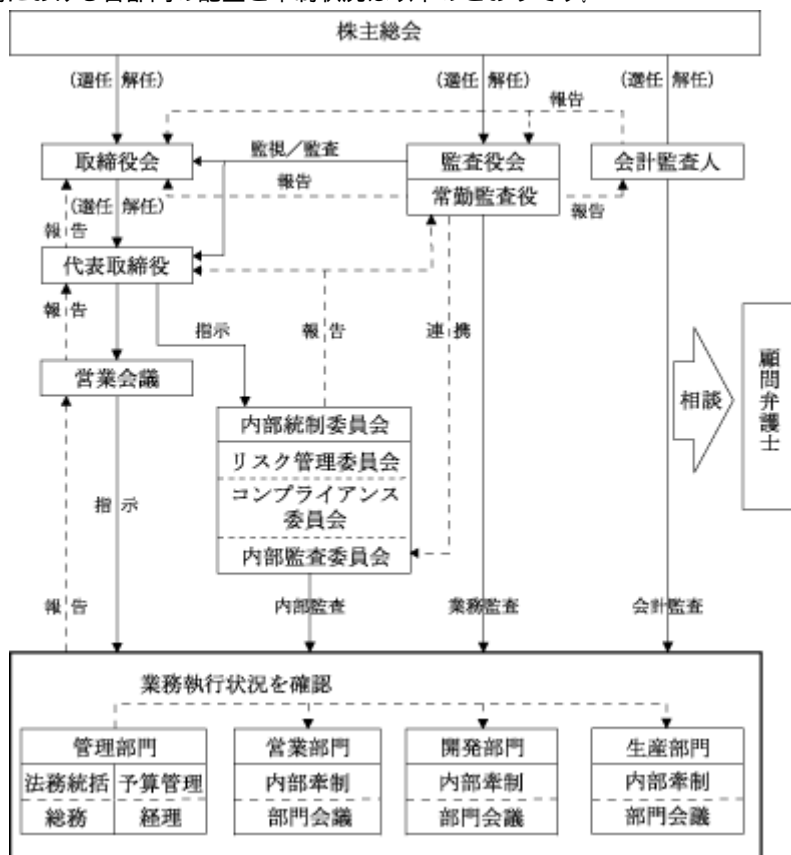 株主総会
(選任 解任)
(選任 解任)
(選任 解任)
報告
取締役会
監視／監査
監査役会
会計監査人
報告
常勤監査役
報告
(選任 解任)
報告
代表取締役
報告
指示
報告
連携
営業会議
顧問弁護士
相談
内部統制委員会
リスク管理委員会
コンプライアンス
委員会
内部監査委員会
指示
報告
内部監査
業務監査
会計監査
業務執行状況を確認
管理部門
営業部門
開発部門
生産部門
法務統括
予算管理
内部牽制
内部牽制
内部牽制
総務
経理
部門会議
部門会議
部門会議